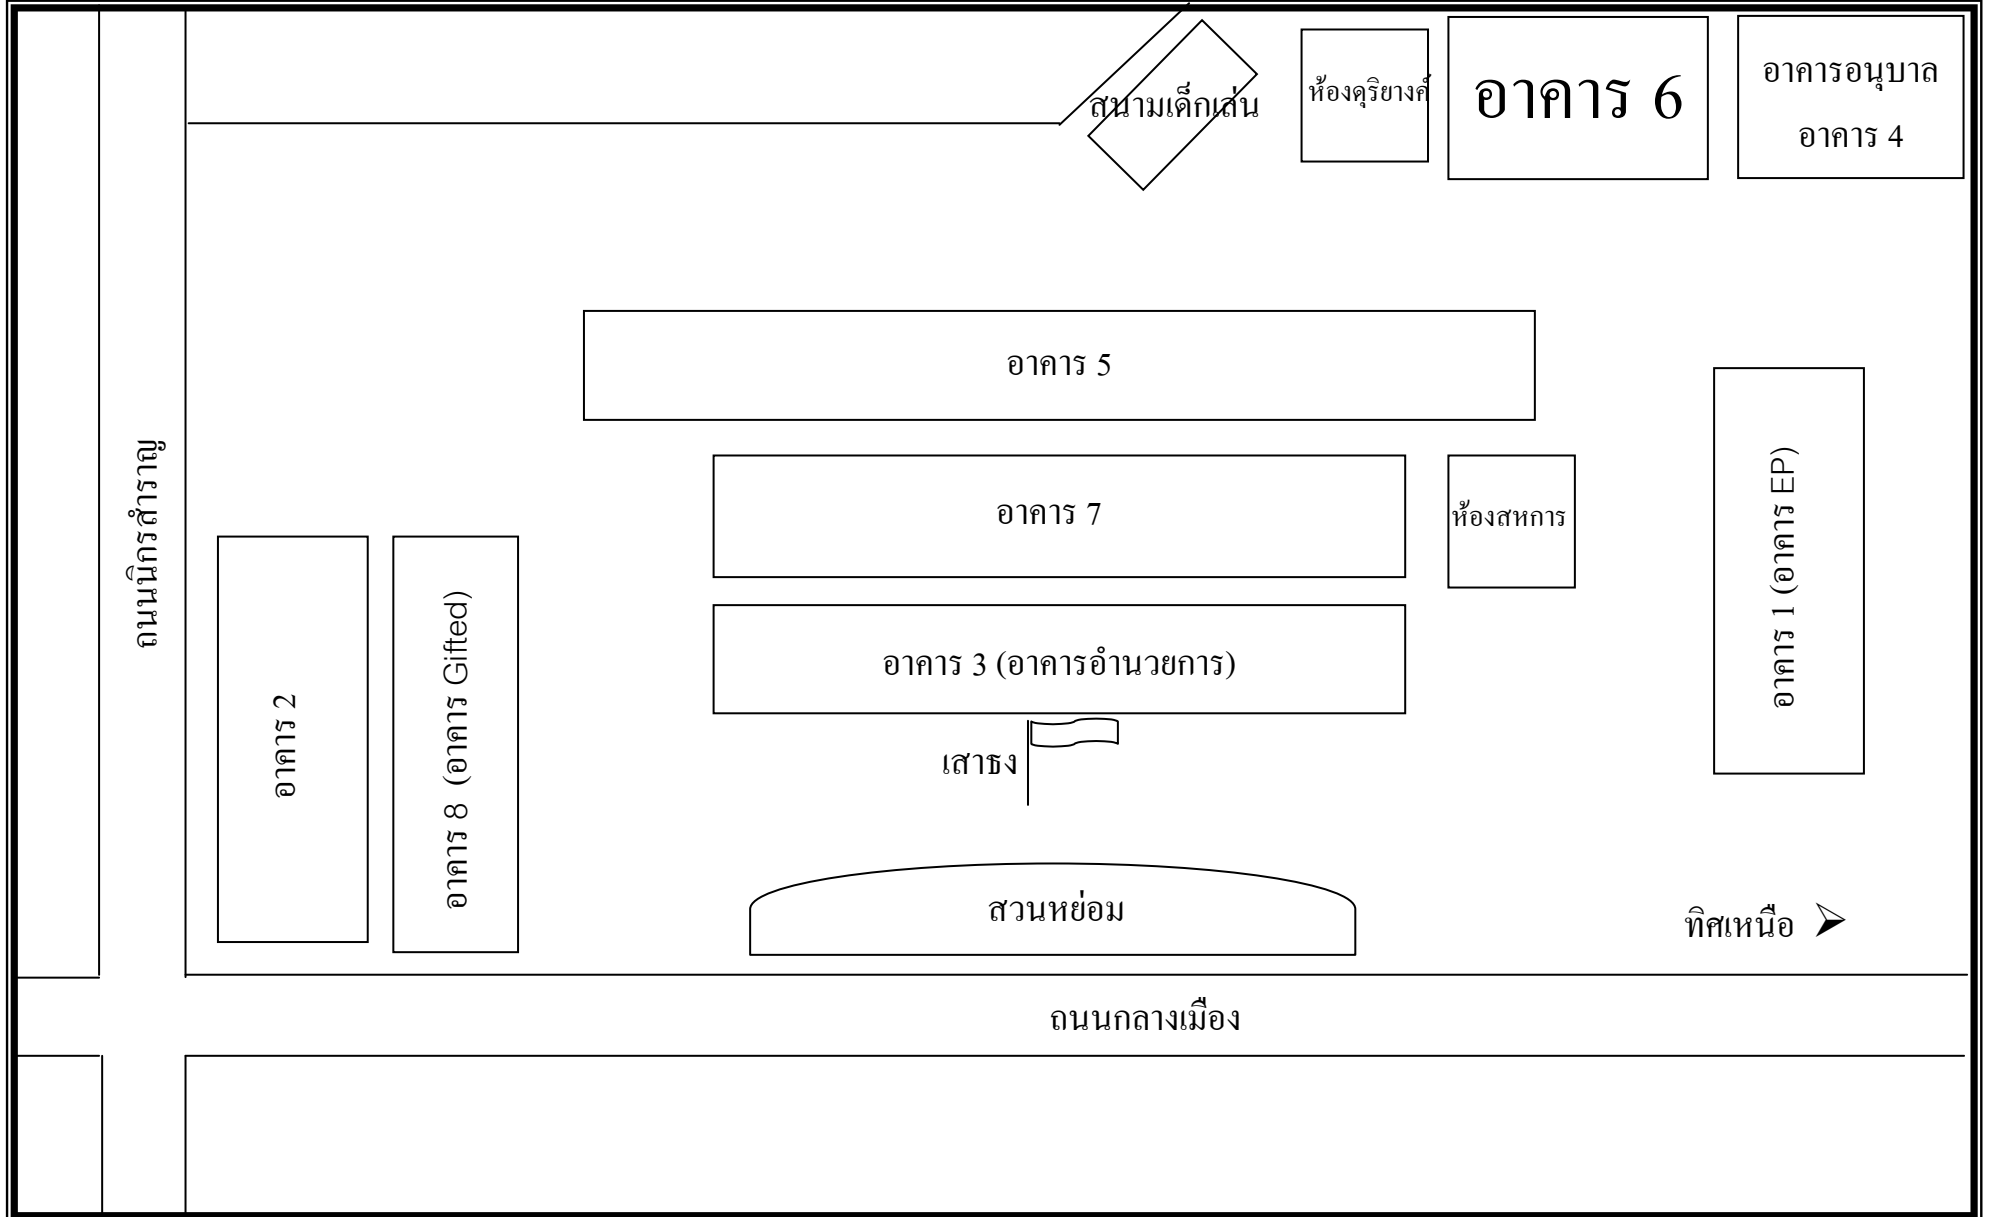 สนามเด็กเล่น
ห้องดุริยางค์
อาคาร 6
อาคารอนุบาล
อาคาร 4
อาคาร 5
ถนนนิกรสำราญ
อาคาร 7
ห้องสหการ
อาคาร 1 (อาคาร EP)
อาคาร 2
อาคาร 8 (อาคาร Gifted)
อาคาร 3 (อาคารอำนวยการ)
เสาธง
สวนหย่อม
ทิศเหนือ
ถนนกลางเมือง